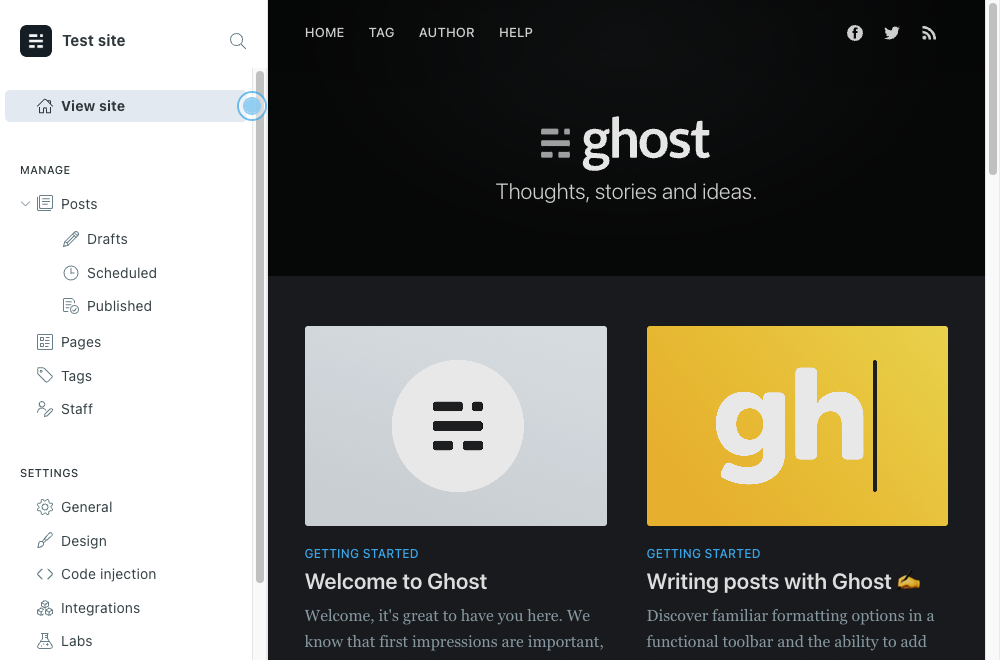 Test site
View site
MANAGE
Posts
Drafts
Scheduled
Published
Pages
Tags
Staff
SETTINGS
General
Design
Code injection
Integrations
Labs
HOME TAG AUTHOR HELP
ghost
Thoughts, stories and ideas.
gh
GETTING STARTED
Welcome to Ghost
Welcome, it's great to have you here. We
know that first impressions are important,
GETTING STARTED
Writing posts with Ghost ✍️
Discover familiar formatting options in a
functional toolbar and the ability to add